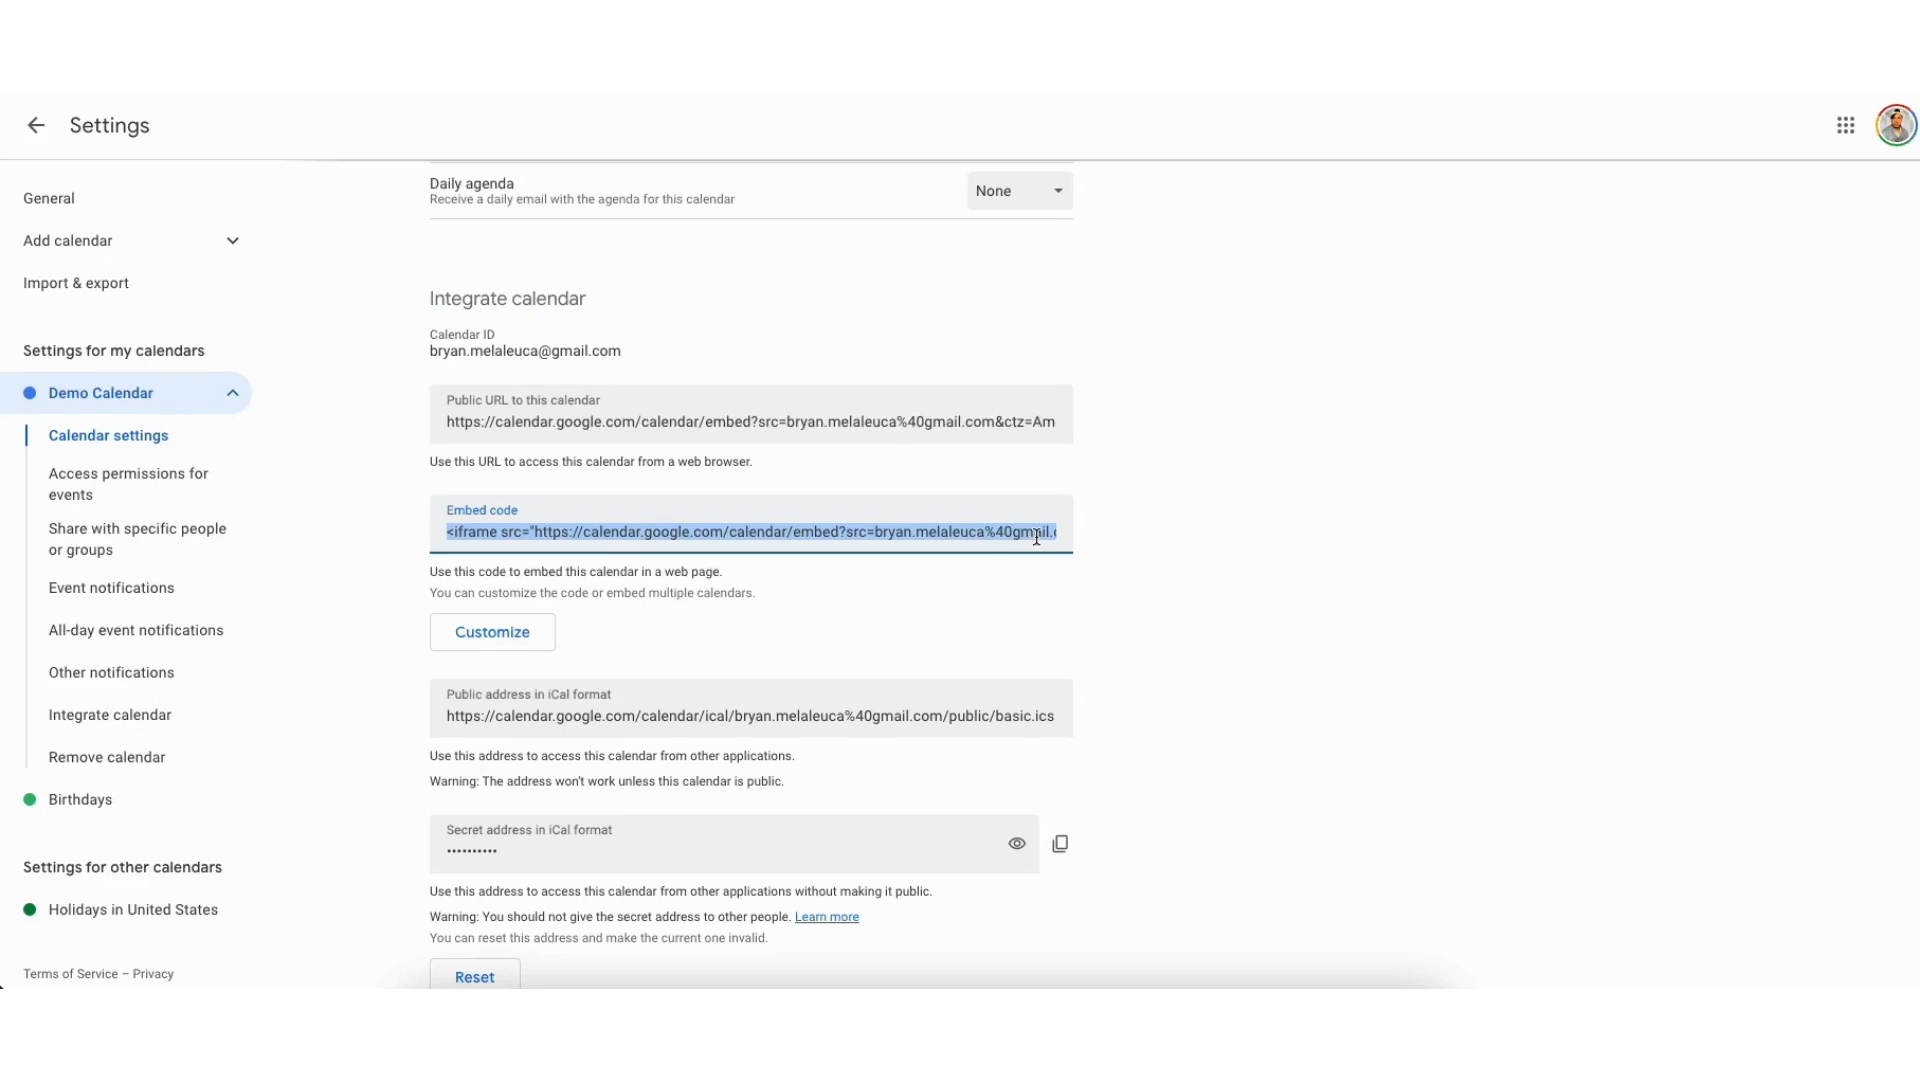 Settings
General
Add calendar
Import & export
Settings for my calendars
Demo Calendar
Calendar settings
Access permissions for
events
Share with specific people
or groups
Event notifications
All-day event notifications
Other notifications
Integrate calendar
Remove calendar
Birthdays
Settings for other calendars
Holidays in United States
Terms of Service – Privacy
Daily agenda
Receive a daily email with the agenda for this calendar
None
Integrate calendar
Calendar ID
bryan.melaleuca@gmail.com
Public URL to this calendar
https://calendar.google.com/calendar/embed?src=bryan.melaleuca%40gmail.com&ctz=Am
Use this URL to access this calendar from a web browser.
Embed code
<iframe src="https://calendar.google.com/calendar/embed?src=bryan.melaleuca%40gmail.c
Use this code to embed this calendar in a web page.
You can customize the code or embed multiple calendars.
Customize
Public address in iCal format
https://calendar.google.com/calendar/ical/bryan.melaleuca%40gmail.com/public/basic.ics
Use this address to access this calendar from other applications.
Warning: The address won't work unless this calendar is public.
Secret address in iCal format
••••••••••
Use this address to access this calendar from other applications without making it public.
Warning: You should not give the secret address to other people. Learn more
You can reset this address and make the current one invalid.
Reset